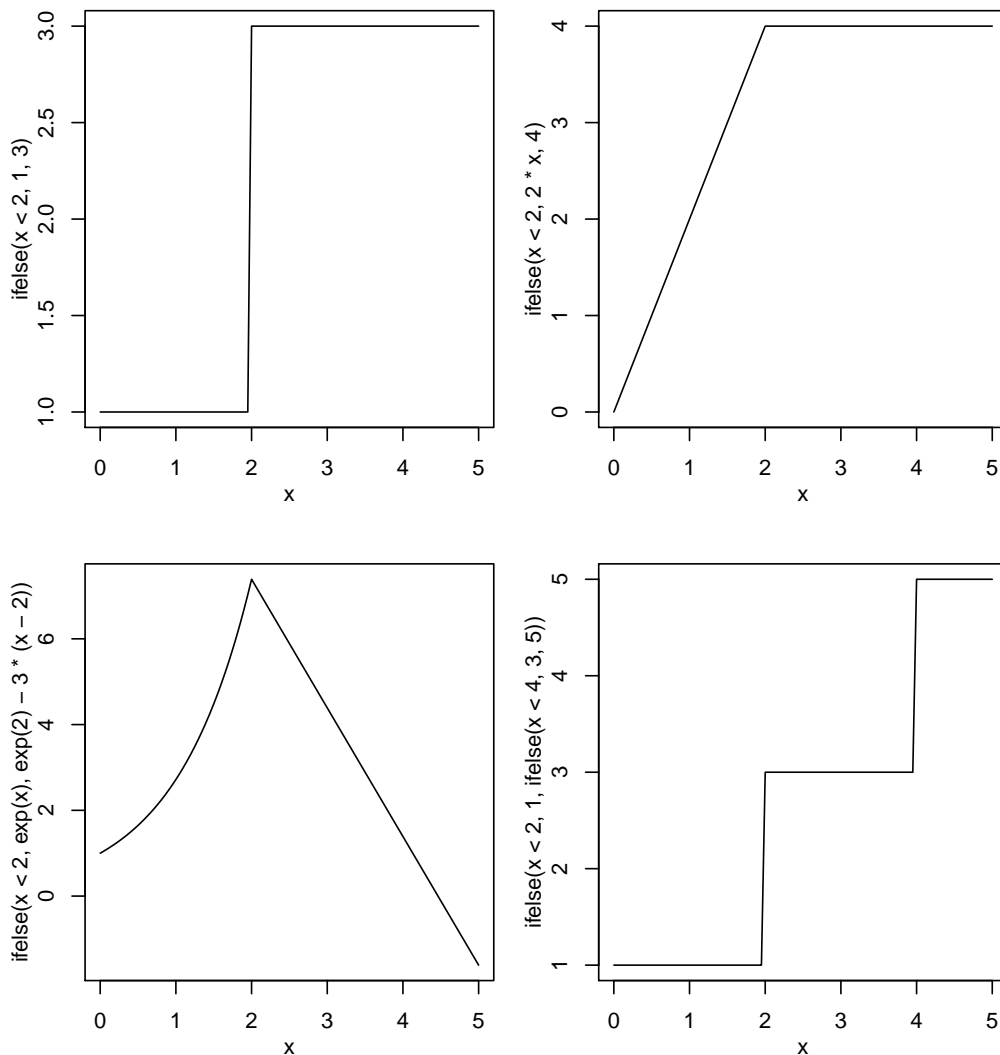 ifelse(x < 2, 1, 3)
3.0
2.5
2.0
1.5
1.0
0 1 2 3 4 5
x
ifelse(x < 2, 2 * x, 4)
4
3
2
1
0
0 1 2 3 4 5
x
ifelse(x < 2, exp(x), exp(2) − 3 * (x − 2))
6
4
2
0
0 1 2 3 4 5
x
ifelse(x < 2, 1, ifelse(x < 4, 3, 5))
5
4
3
2
1
0 1 2 3 4 5
x